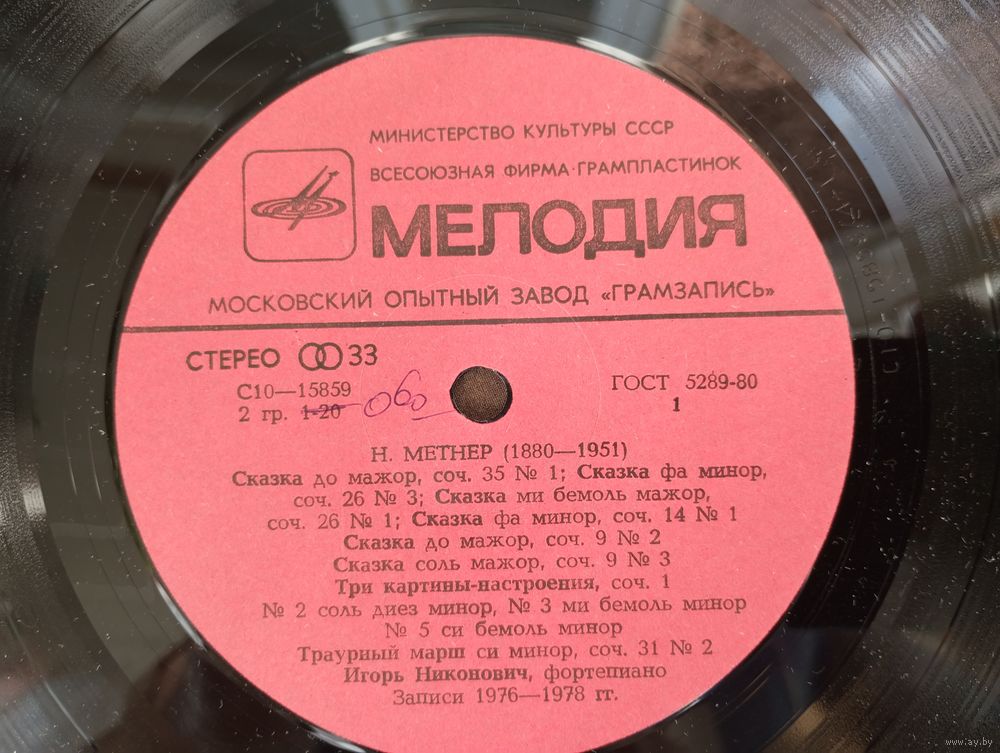 МИНИСТЕРСТВО КУЛЬТУРЫ СССР
ВСЕСОЮЗНАЯ ФИРМА·ГРАМПЛАСТИНОК
МЕЛОДИЯ
МОСКОВСКИЙ ОПЫТНЫЙ ЗАВОД «ГРАМЗАПИСЬ»
СТЕРЕО 33
С10—15859
ГОСТ 5289-80
2 гр. 1-20
1
Н. МЕТНЕР (1880—1951)
Сказка до мажор, соч. 35 № 1; Сказка фа минор,
соч. 26 № 3; Сказка ми бемоль мажор,
соч. 26 № 1; Сказка фа минор, соч. 14 № 1
Сказка до мажор, соч. 9 № 2
Сказка соль мажор, соч. 9 № 3
Три картины-настроения, соч. 1
№ 2 соль диез минор, № 3 ми бемоль минор
№ 5 си бемоль минор
Траурный марш си минор, соч. 31 № 2
Игорь Никонович, фортепиано
Записи 1976—1978 гг.
www.ay.by